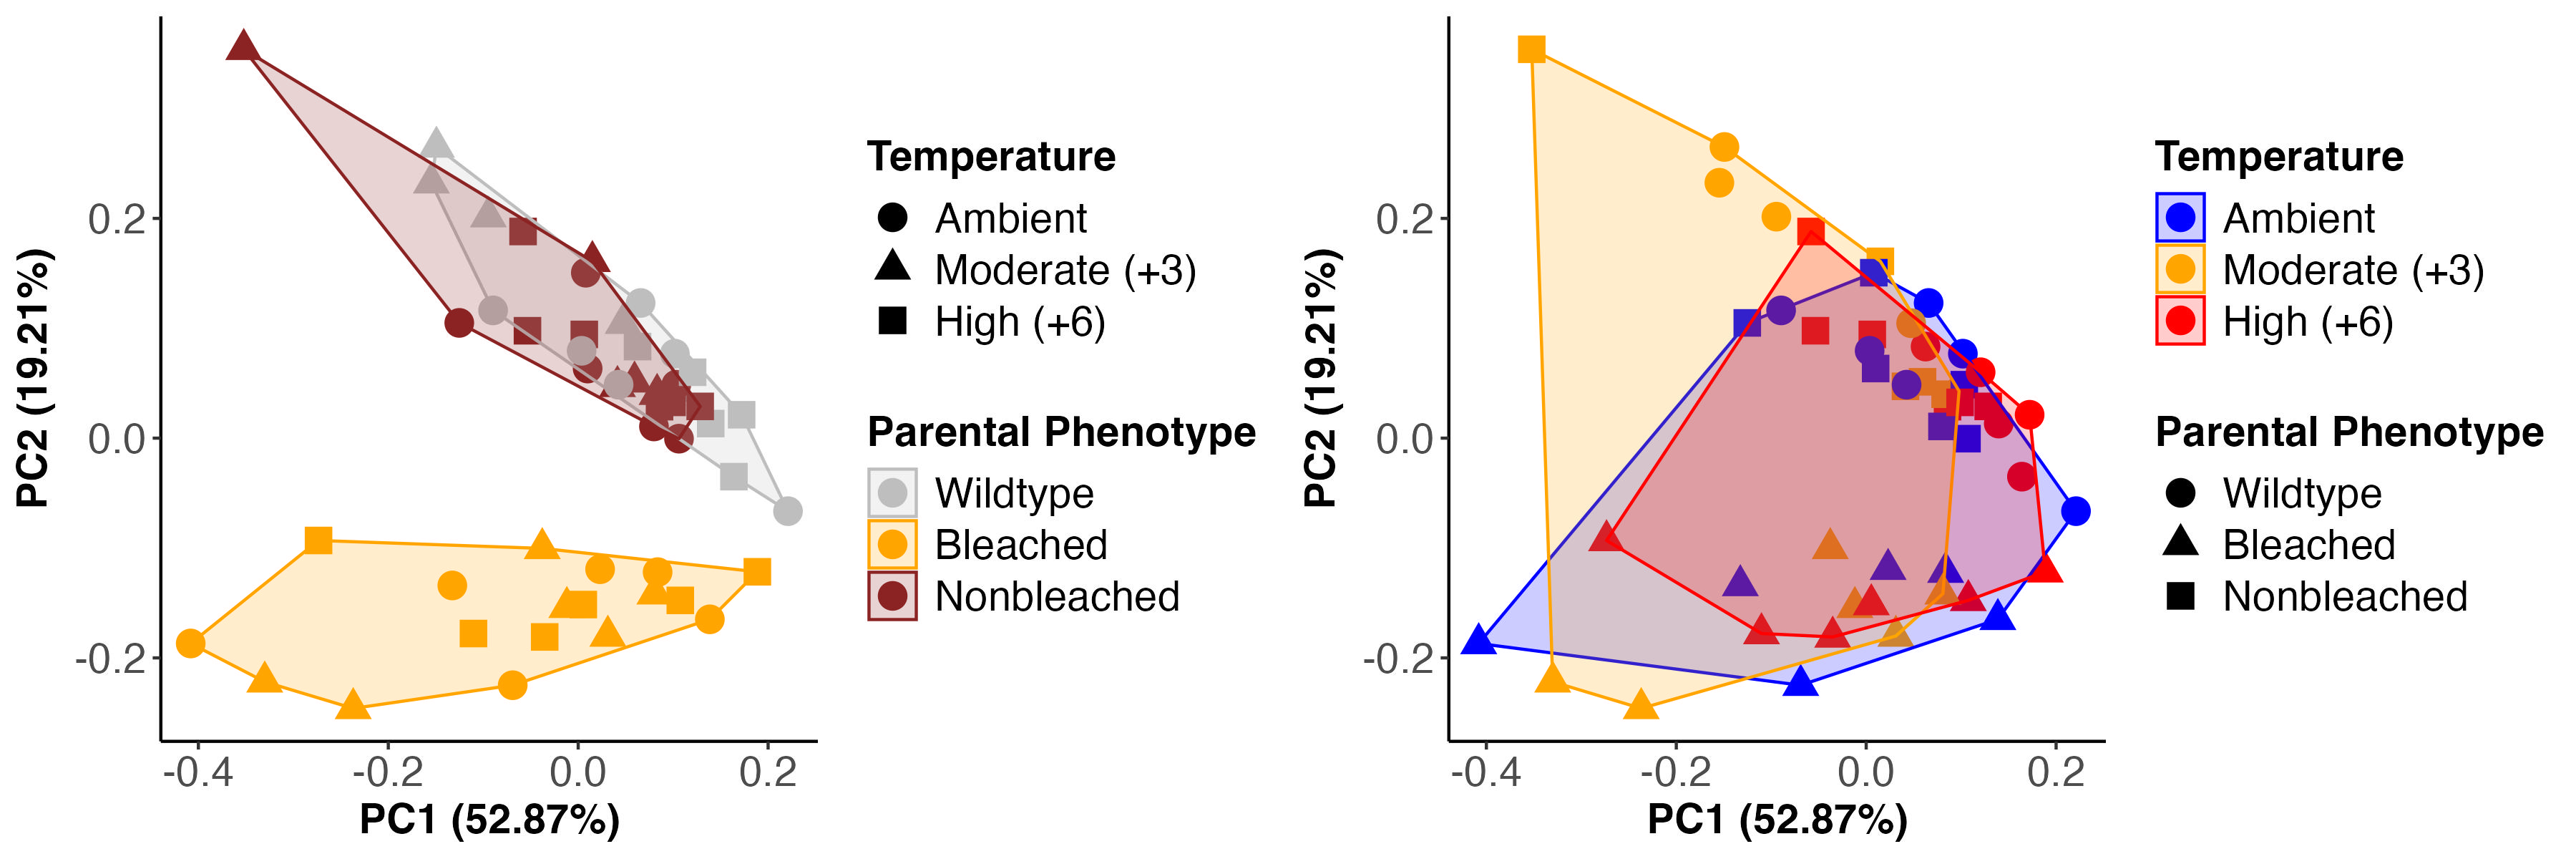 PC2 (19.21%)
0.2
0.0
-0.2
-0.4
-0.2
0.0
0.2
PC1 (52.87%)
Temperature
Ambient
Moderate (+3)
High (+6)
Parental Phenotype
Wildtype
Bleached
Nonbleached
PC2 (19.21%)
0.2
0.0
-0.2
-0.4
-0.2
0.0
0.2
PC1 (52.87%)
Temperature
Ambient
Moderate (+3)
High (+6)
Parental Phenotype
Wildtype
Bleached
Nonbleached